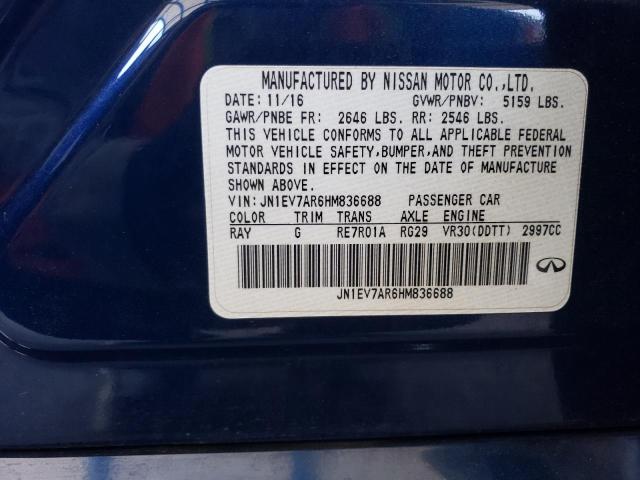 MANUFACTURED BY NISSAN MOTOR CO.,LTD.
DATE: 11/16 GVWR/PNBV: 5159 LBS.
GAWR/PNBE FR: 2646 LBS. RR: 2546 LBS.
THIS VEHICLE CONFORMS TO ALL APPLICABLE FEDERAL
MOTOR VEHICLE SAFETY,BUMPER,AND THEFT PREVENTION
STANDARDS IN EFFECT ON THE DATE OF MANUFACTURE
SHOWN ABOVE.
VIN:JN1EV7AR6HM836688 PASSENGER CAR
COLOR TRIM TRANS AXLE ENGINE
RAY G RE7R01A RG29 VR30(DDTT) 2997CC
JN1EV7AR6HM836688